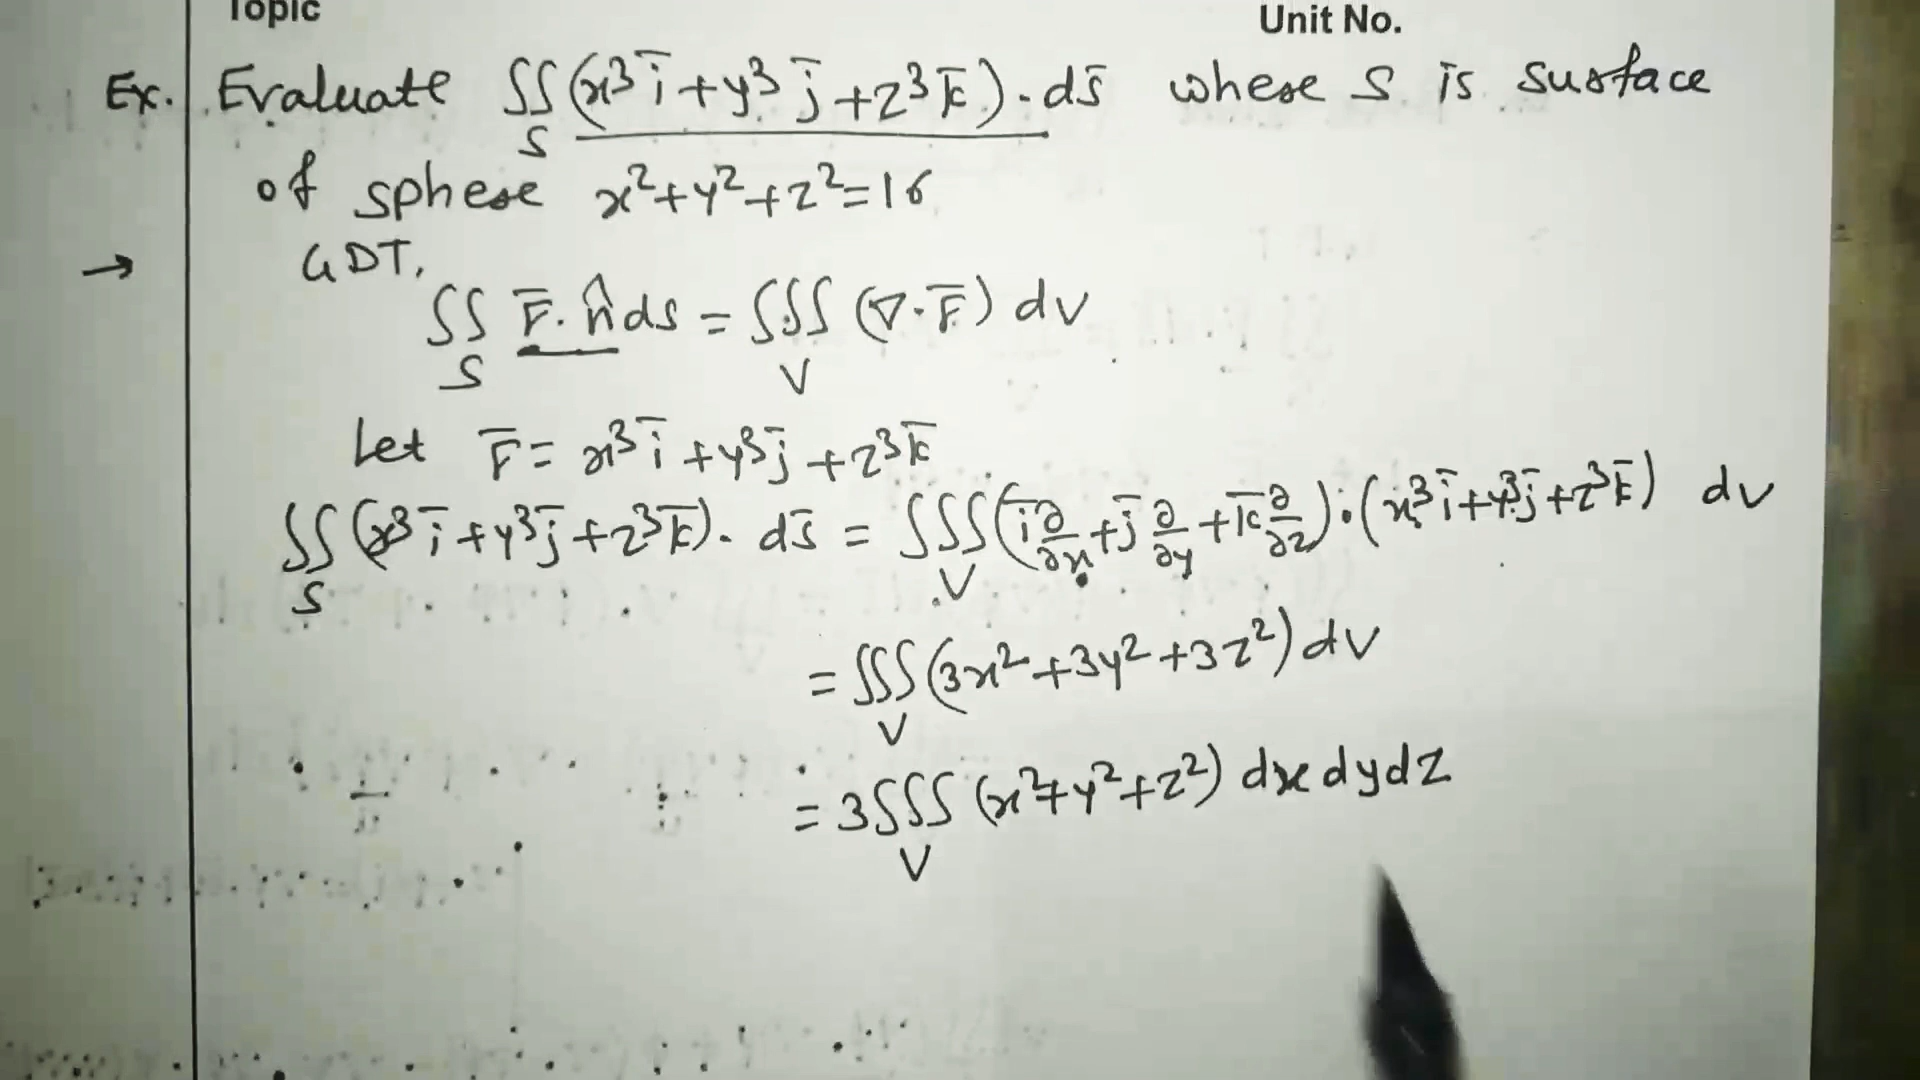 Topic Unit No.
Ex. Evaluate ∬_S (x³ī + y³j̄ + z³k̄) · ds̄ where S is surface
of sphere x² + y² + z² = 16
→ GDT,
∬_S F̄ · n̂ ds = ∭_V (∇ · F̄) dv
Let F̄ = x³ī + y³j̄ + z³k̄
∬_S (x³ī + y³j̄ + z³k̄) · ds̄ = ∭_V (ī ∂/∂x + j̄ ∂/∂y + k̄ ∂/∂z) · (x³ī + y³j̄ + z³k̄) dv
= ∭_V (3x² + 3y² + 3z²) dv
= 3∭_V (x² + y² + z²) dx dy dz